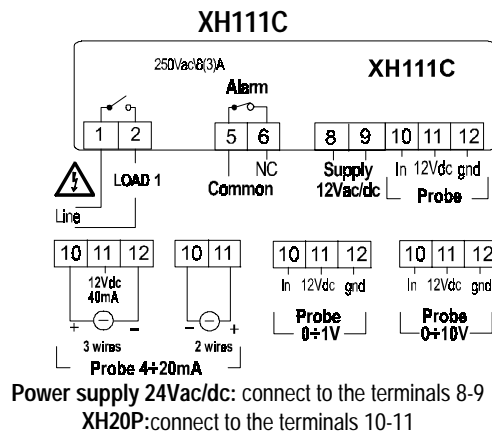 XH111C
250Vac\8(3)A
XH111C
Alarm
1 2 5 6 8 9 10 11 12
LOAD 1
NC
Common
Supply
12Vac/dc
In 12Vdc gnd
Probe
Line
10 11 12
12Vdc
40mA
+ -
3 wires
10 11
- +
2 wires
Probe 4÷20mA
10 11 12
In 12Vdc gnd
Probe
0÷1V
10 11 12
In 12Vdc gnd
Probe
0÷10V
Power supply 24Vac/dc: connect to the terminals 8-9
XH20P:connect to the terminals 10-11